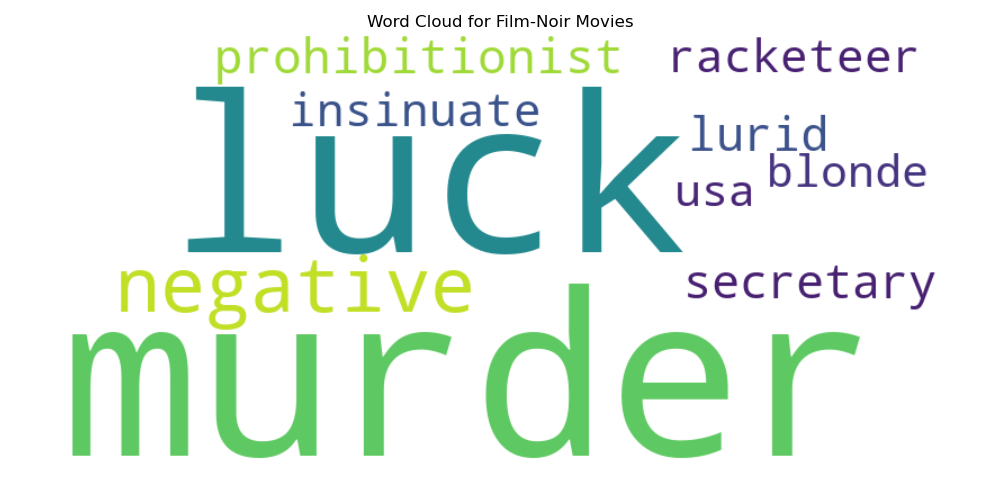 Word Cloud for Film-Noir Movies
prohibitionist
racketeer
insinuate
luck
lurid
blonde
usa
negative
secretary
murder